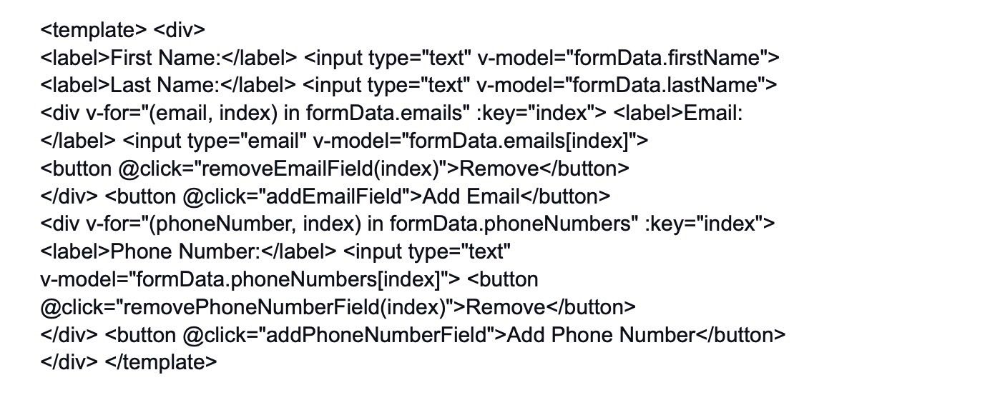 <template> <div>
<label>First Name:</label> <input type="text" v-model="formData.firstName">
<label>Last Name:</label> <input type="text" v-model="formData.lastName">
<div v-for="(email, index) in formData.emails" :key="index"> <label>Email:
</label> <input type="email" v-model="formData.emails[index]">
<button @click="removeEmailField(index)">Remove</button>
</div> <button @click="addEmailField">Add Email</button>
<div v-for="(phoneNumber, index) in formData.phoneNumbers" :key="index">
<label>Phone Number:</label> <input type="text"
v-model="formData.phoneNumbers[index]"> <button
@click="removePhoneNumberField(index)">Remove</button>
</div> <button @click="addPhoneNumberField">Add Phone Number</button>
</div> </template>